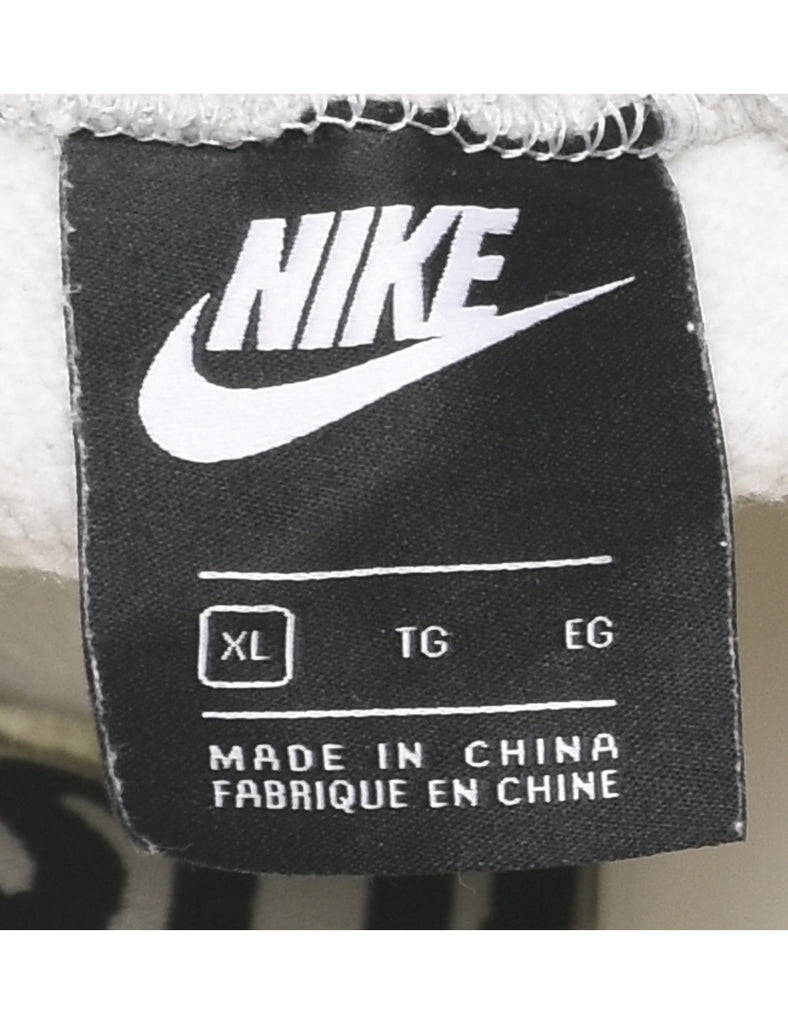 NIKE
XL TG EG
MADE IN CHINA
FABRIQUE EN CHINE